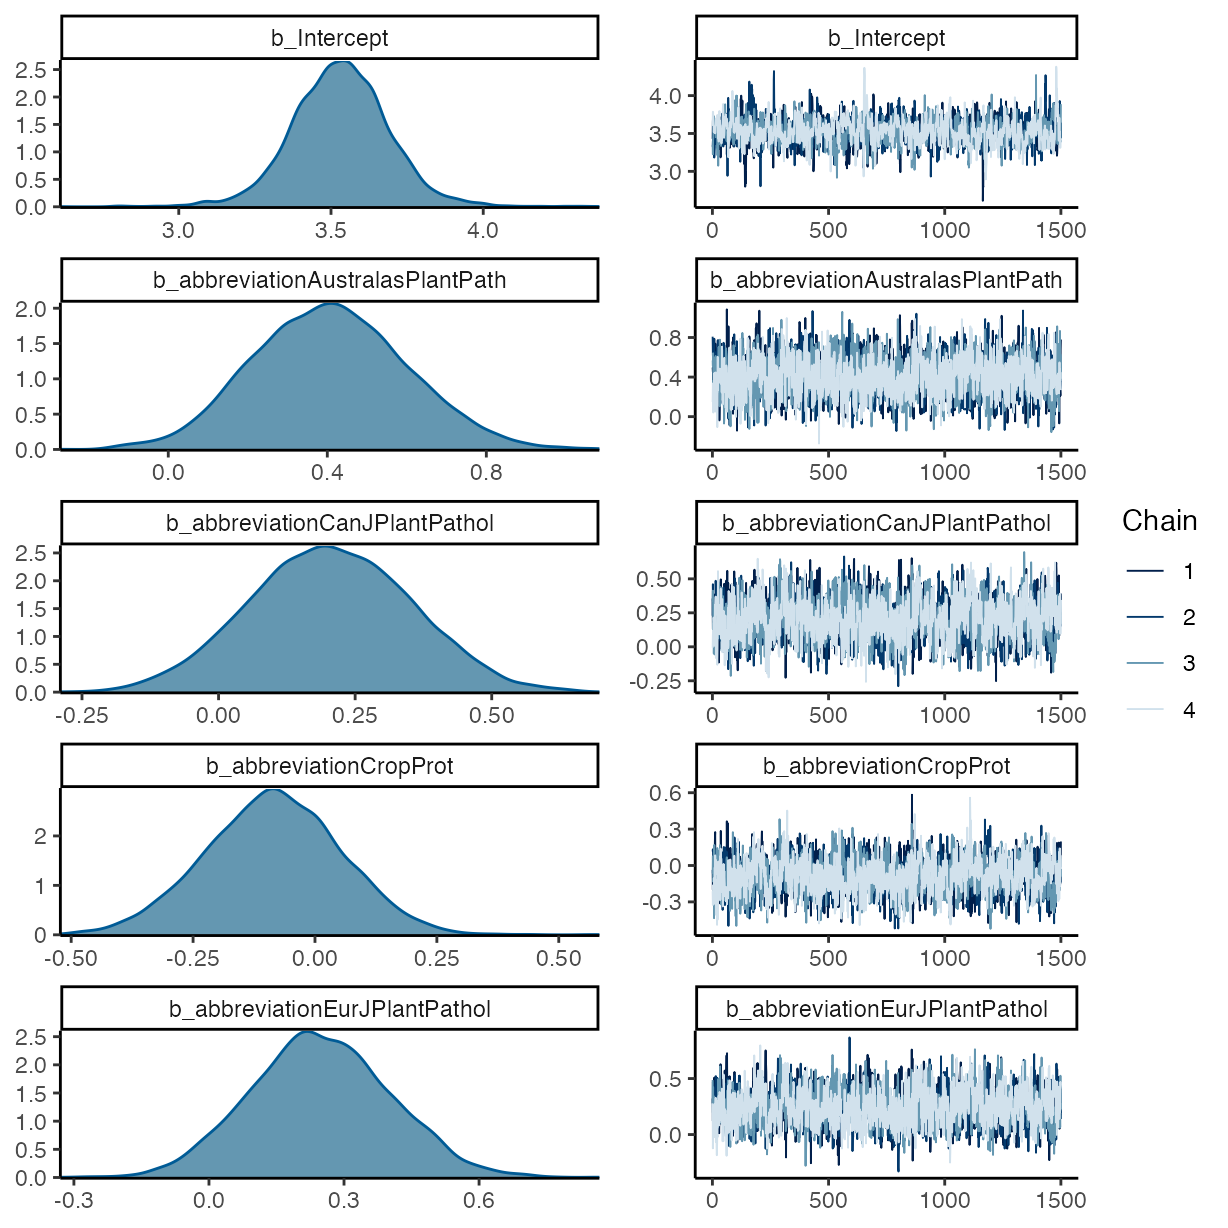 b_Intercept
2.5
2.0
1.5
1.0
0.5
0.0
3.0 3.5 4.0
b_Intercept
4.0
3.5
3.0
0 500 1000 1500
b_abbreviationAustralasPlantPath
2.0
1.5
1.0
0.5
0.0
0.0 0.4 0.8
b_abbreviationAustralasPlantPath
0.8
0.4
0.0
0 500 1000 1500
b_abbreviationCanJPlantPathol
2.5
2.0
1.5
1.0
0.5
0.0
-0.25 0.00 0.25 0.50
b_abbreviationCanJPlantPathol
0.50
0.25
0.00
-0.25
0 500 1000 1500
b_abbreviationCropProt
2
1
0
-0.50 -0.25 0.00 0.25 0.50
b_abbreviationCropProt
0.6
0.3
0.0
-0.3
0 500 1000 1500
b_abbreviationEurJPlantPathol
2.5
2.0
1.5
1.0
0.5
0.0
-0.3 0.0 0.3 0.6
b_abbreviationEurJPlantPathol
0.5
0.0
0 500 1000 1500
Chain
1
2
3
4